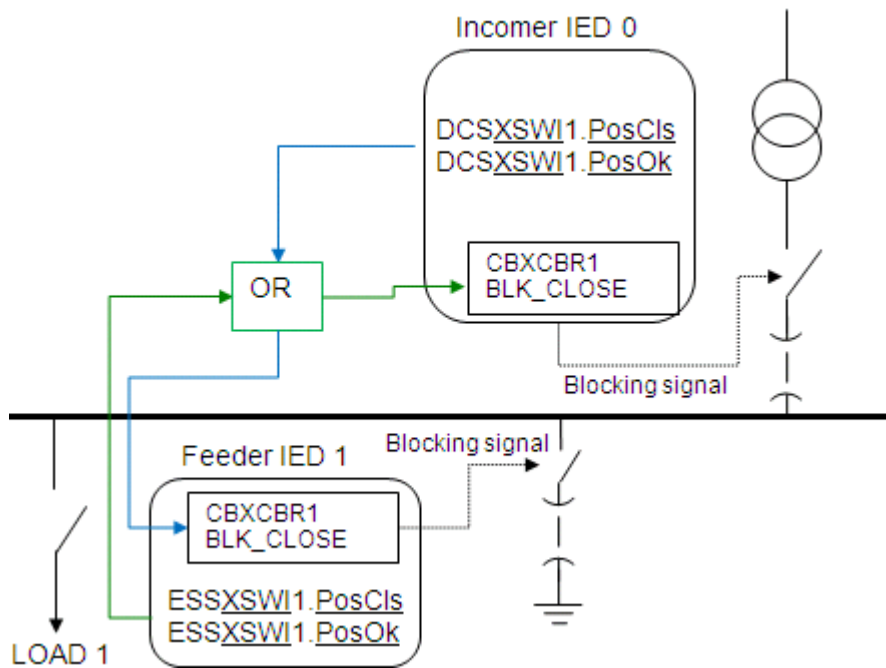 Incomer IED 0
DCSXSWI1.PosCls
DCSXSWI1.PosOk
OR
CBXCBR1
BLK_CLOSE
Blocking signal
Blocking signal
Feeder IED 1
CBXCBR1
BLK_CLOSE
ESSXSWI1.PosCls
ESSXSWI1.PosOk
LOAD 1